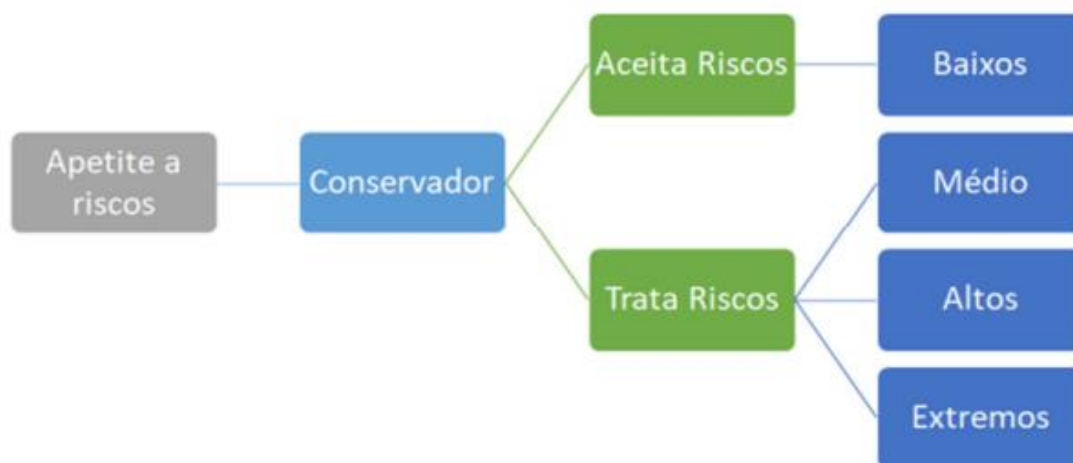 Apetite a
riscos
Conservador
Aceita Riscos
Baixos
Trata Riscos
Médio
Altos
Extremos